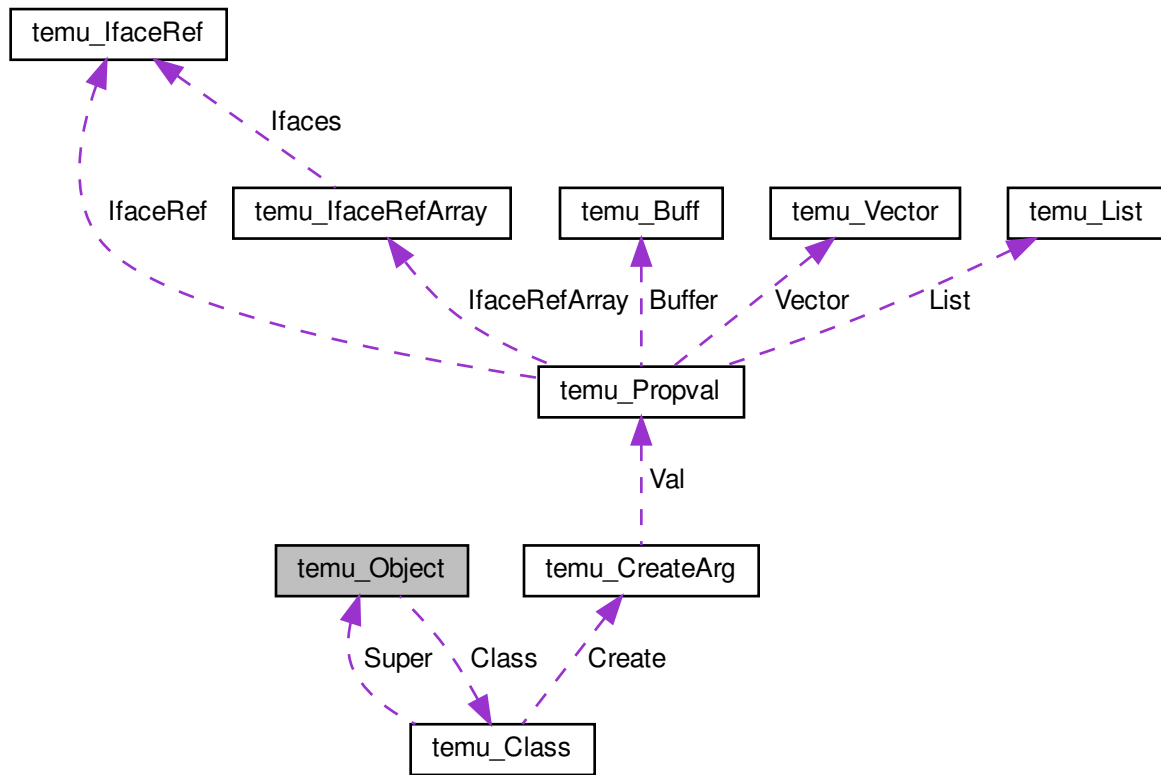 temu_IfaceRef
Ifaces
IfaceRef
temu_IfaceRefArray
temu_Buff
temu_Vector
temu_List
IfaceRefArray
Buffer
Vector
List
temu_Propval
Val
temu_Object
temu_CreateArg
Super
Class
Create
temu_Class